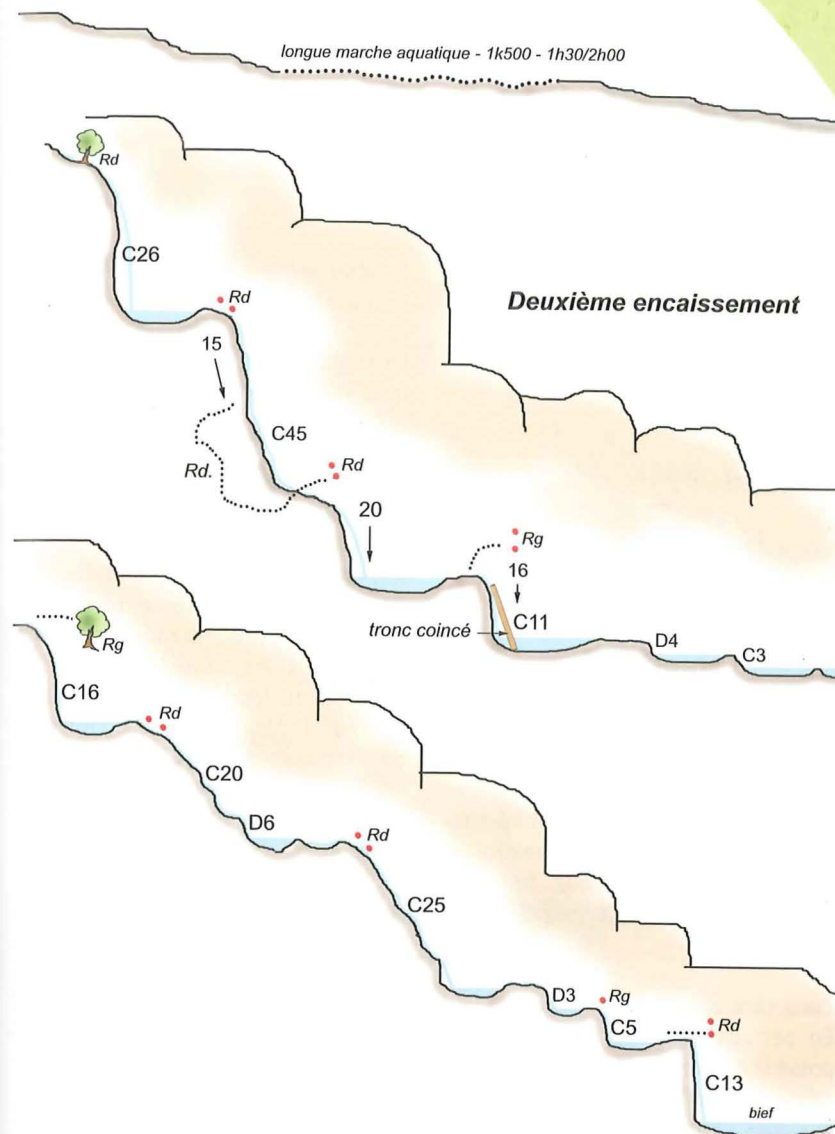 longue marche aquatique - 1k500 - 1h30/2h00
Rd
C26
Deuxième encaissement
Rd
15
C45
Rd
Rd.
20
Rg
16
C11
tronc coincé
D4
C3
Rg
C16
Rd
C20
D6
Rd
C25
D3
Rg
C5
Rd
C13
bief